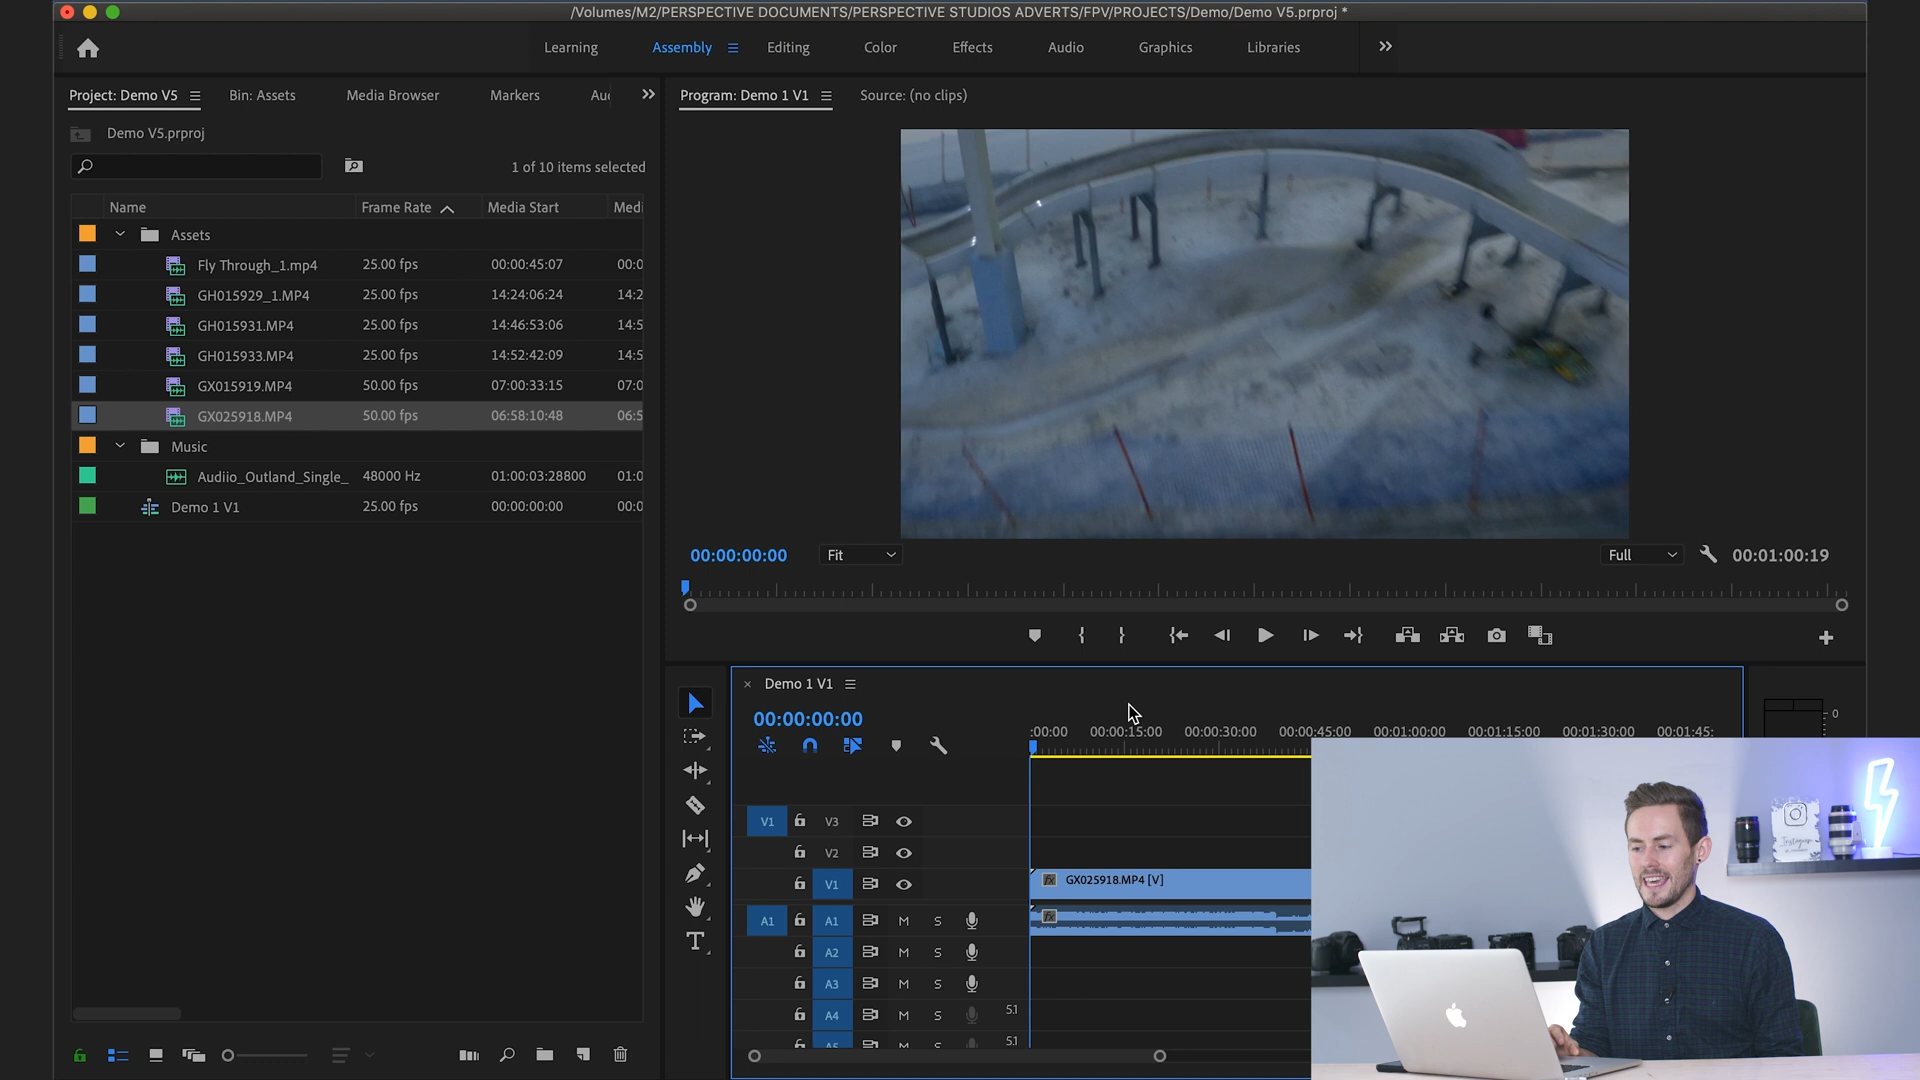 /Volumes/M2/PERSPECTIVE DOCUMENTS/PERSPECTIVE STUDIOS ADVERTS/FPV/PROJECTS/Demo/Demo V5.prproj *
Learning Assembly Editing Color Effects Audio Graphics Libraries
Project: Demo V5 Bin: Assets Media Browser Markers Au
Program: Demo 1 V1 Source: (no clips)
Demo V5.prproj
1 of 10 items selected
Name Frame Rate Media Start Medi
Assets
Fly Through_1.mp4 25.00 fps 00:00:45:07 00:0
GH015929_1.MP4 25.00 fps 14:24:06:24 14:2
GH015931.MP4 25.00 fps 14:46:53:06 14:5
GH015933.MP4 25.00 fps 14:52:42:09 14:5
GX015919.MP4 50.00 fps 07:00:33:15 07:0
GX025918.MP4 50.00 fps 06:58:10:48 06:5
Music
Audiio_Outland_Single_ 48000 Hz 01:00:03:28800 01:0
Demo 1 V1 25.00 fps 00:00:00:00 00:0
00:00:00:00 Fit Full 00:01:00:19
Demo 1 V1
00:00:00:00
:00:00 00:00:15:00 00:00:30:00 00:00:45:00 00:01:00:00 00:01:15:00 00:01:30:00 00:01:45:
0
V1 V3
V2
V1 fx GX025918.MP4 [V]
A1 A1 M S fx
A2 M S
A3 M S
A4 M S 5.1
A5 M S 5.1
Instagram